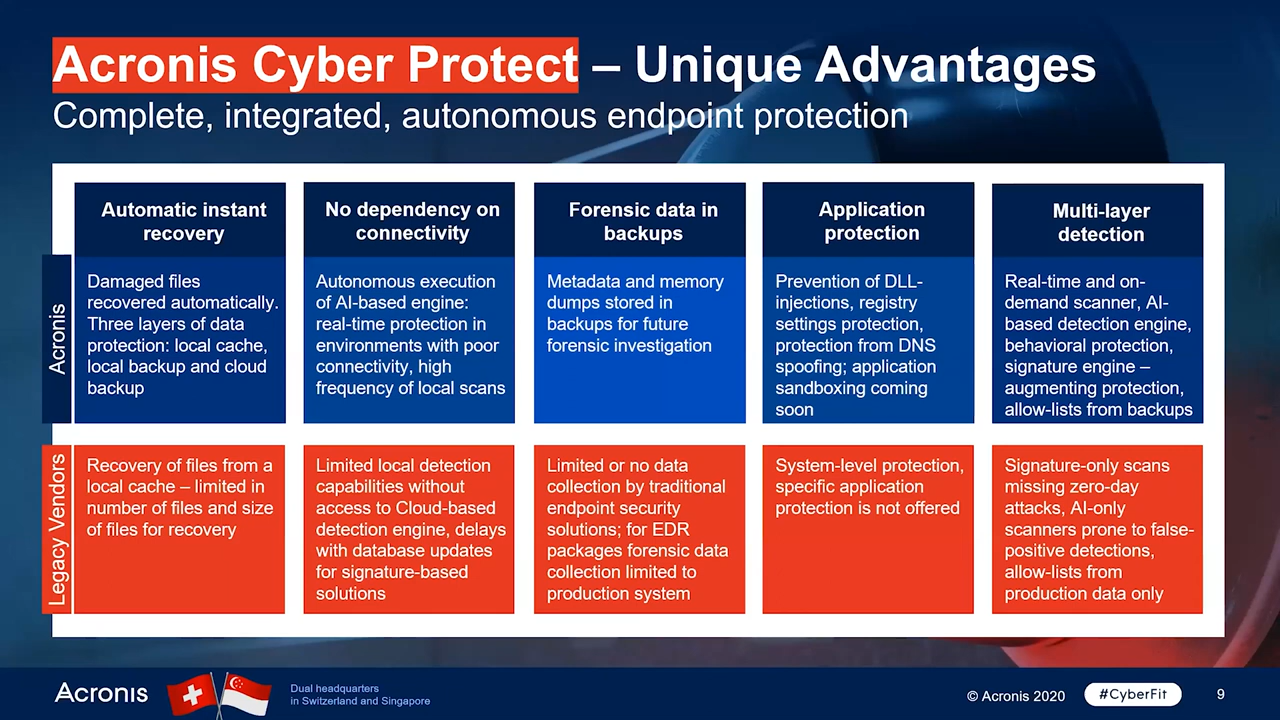 Acronis Cyber Protect – Unique Advantages
Complete, integrated, autonomous endpoint protection
Automatic instant
recovery
No dependency on
connectivity
Forensic data in
backups
Application
protection
Multi-layer
detection
Acronis
Damaged files
recovered automatically.
Three layers of data
protection: local cache,
local backup and cloud
backup
Autonomous execution
of AI-based engine:
real-time protection in
environments with poor
connectivity, high
frequency of local scans
Metadata and memory
dumps stored in
backups for future
forensic investigation
Prevention of DLL-
injections, registry
settings protection,
protection from DNS
spoofing; application
sandboxing coming
soon
Real-time and on-
demand scanner, AI-
based detection engine,
behavioral protection,
signature engine –
augmenting protection,
allow-lists from backups
Legacy Vendors
Recovery of files from a
local cache – limited in
number of files and size
of files for recovery
Limited local detection
capabilities without
access to Cloud-based
detection engine, delays
with database updates
for signature-based
solutions
Limited or no data
collection by traditional
endpoint security
solutions; for EDR
packages forensic data
collection limited to
production system
System-level protection,
specific application
protection is not offered
Signature-only scans
missing zero-day
attacks, AI-only
scanners prone to false-
positive detections,
allow-lists from
production data only
Acronis
Dual headquarters
in Switzerland and Singapore
© Acronis 2020
#CyberFit
9